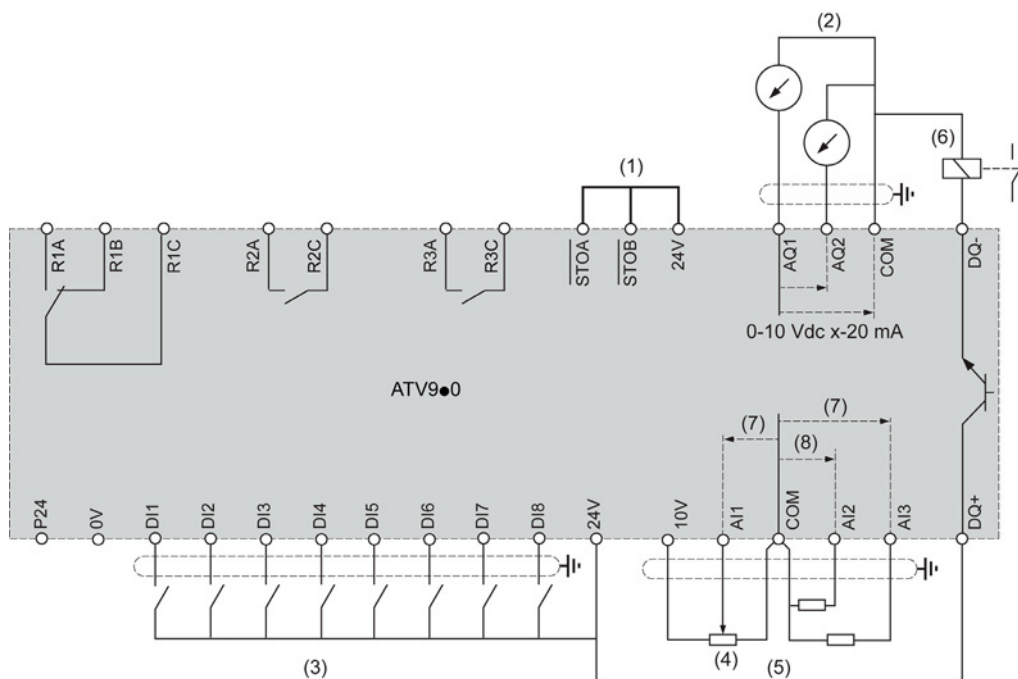 (2)
(6)
(1)
R1A R1B R1C R2A R2C R3A R3C STOA STOB 24V AQ1 AQ2 COM DQ-
0-10 Vdc x-20 mA
ATV9●0
(7)
(7)
(8)
P24 0V DI1 DI2 DI3 DI4 DI5 DI6 DI7 DI8 24V 10V AI1 COM AI2 AI3 DQ+
(3) (4) (5)